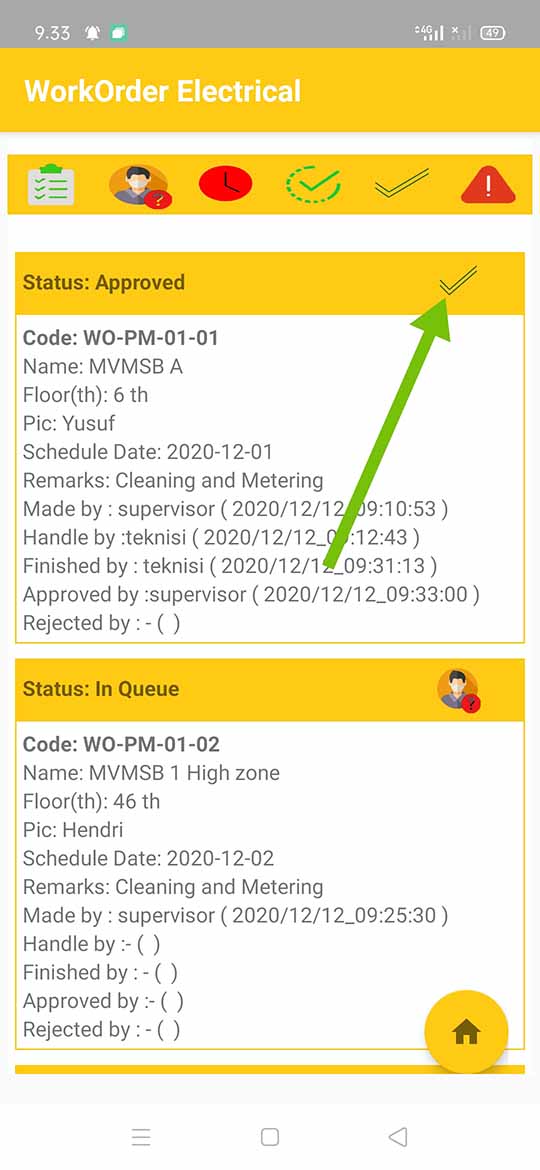 9.33
4G
49
WorkOrder Electrical
Status: Approved
Code: WO-PM-01-01
Name: MVMSB A
Floor(th): 6 th
Pic: Yusuf
Schedule Date: 2020-12-01
Remarks: Cleaning and Metering
Made by : supervisor ( 2020/12/12_09:10:53 )
Handle by :teknisi ( 2020/12/12_09:12:43 )
Finished by : teknisi ( 2020/12/12_09:31:13 )
Approved by :supervisor ( 2020/12/12_09:33:00 )
Rejected by : - (  )
Status: In Queue
Code: WO-PM-01-02
Name: MVMSB 1 High zone
Floor(th): 46 th
Pic: Hendri
Schedule Date: 2020-12-02
Remarks: Cleaning and Metering
Made by : supervisor ( 2020/12/12_09:25:30 )
Handle by :- (  )
Finished by : - (  )
Approved by :- (  )
Rejected by : - (  )